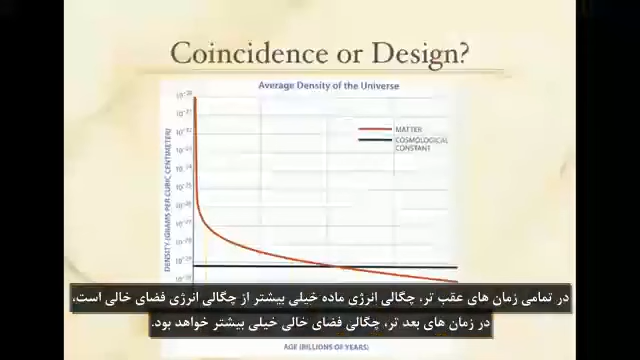 Coincidence or Design?
Average Density of the Universe
DENSITY (GRAMS PER CUBIC CENTIMETER)
MATTER
COSMOLOGICAL
CONSTANT
در تمامی زمان های عقب تر، چگالی انرژی ماده خیلی بیشتر از چگالی انرژی فضای خالی است،
در زمان های بعد تر، چگالی فضای خالی خیلی بیشتر خواهد بود.
AGE (BILLIONS OF YEARS)